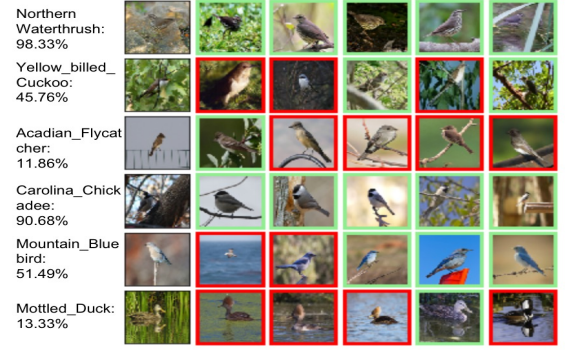 Northern
Waterthrush:
98.33%
Yellow_billed_
Cuckoo:
45.76%
Acadian_Flycat
cher:
11.86%
Carolina_Chick
adee:
90.68%
Mountain_Blue
bird:
51.49%
Mottled_Duck:
13.33%